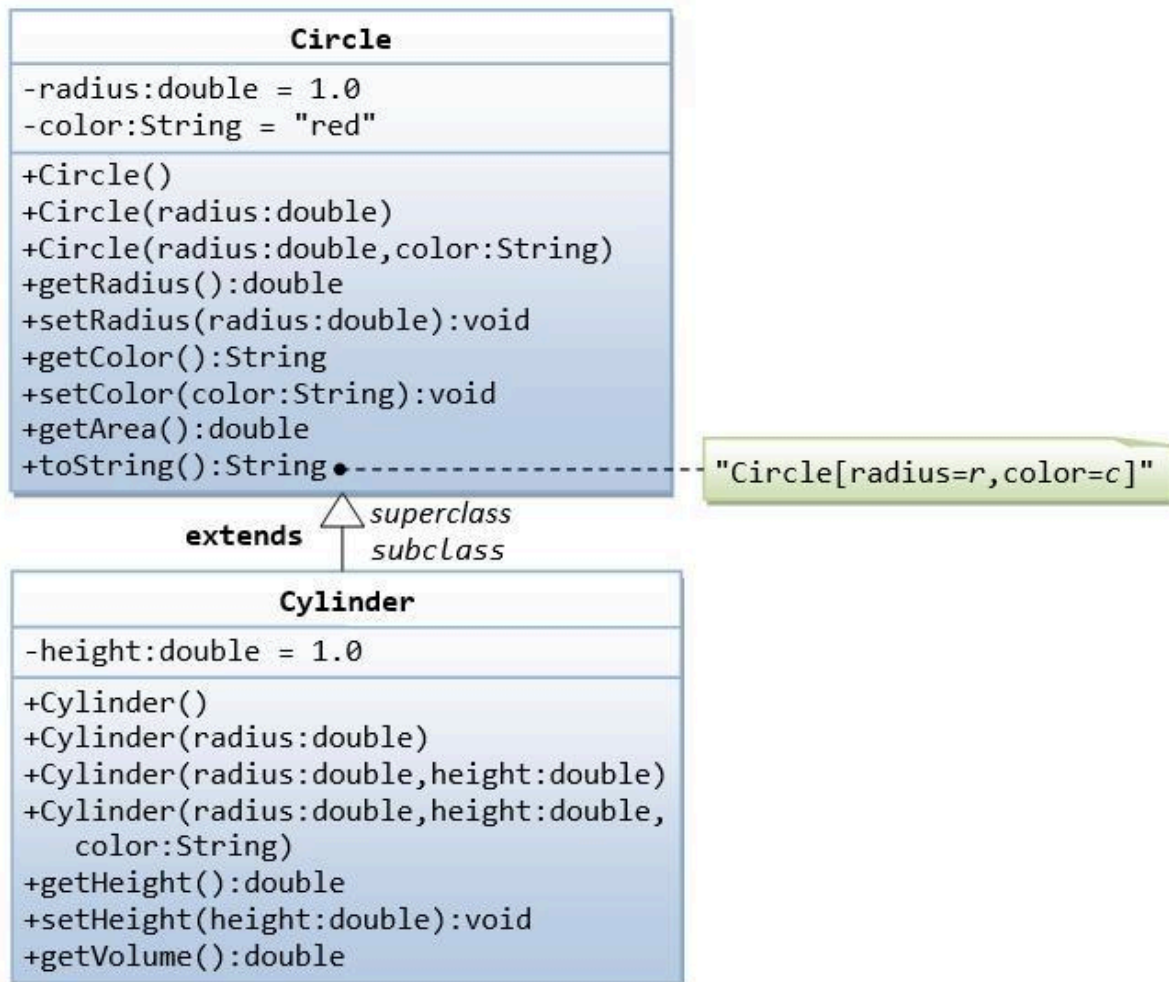 Circle
-radius:double = 1.0
-color:String = "red"
+Circle()
+Circle(radius:double)
+Circle(radius:double,color:String)
+getRadius():double
+setRadius(radius:double):void
+getColor():String
+setColor(color:String):void
+getArea():double
+toString():String
"Circle[radius=r,color=c]"
superclass
extends
subclass
Cylinder
-height:double = 1.0
+Cylinder()
+Cylinder(radius:double)
+Cylinder(radius:double,height:double)
+Cylinder(radius:double,height:double,
color:String)
+getHeight():double
+setHeight(height:double):void
+getVolume():double